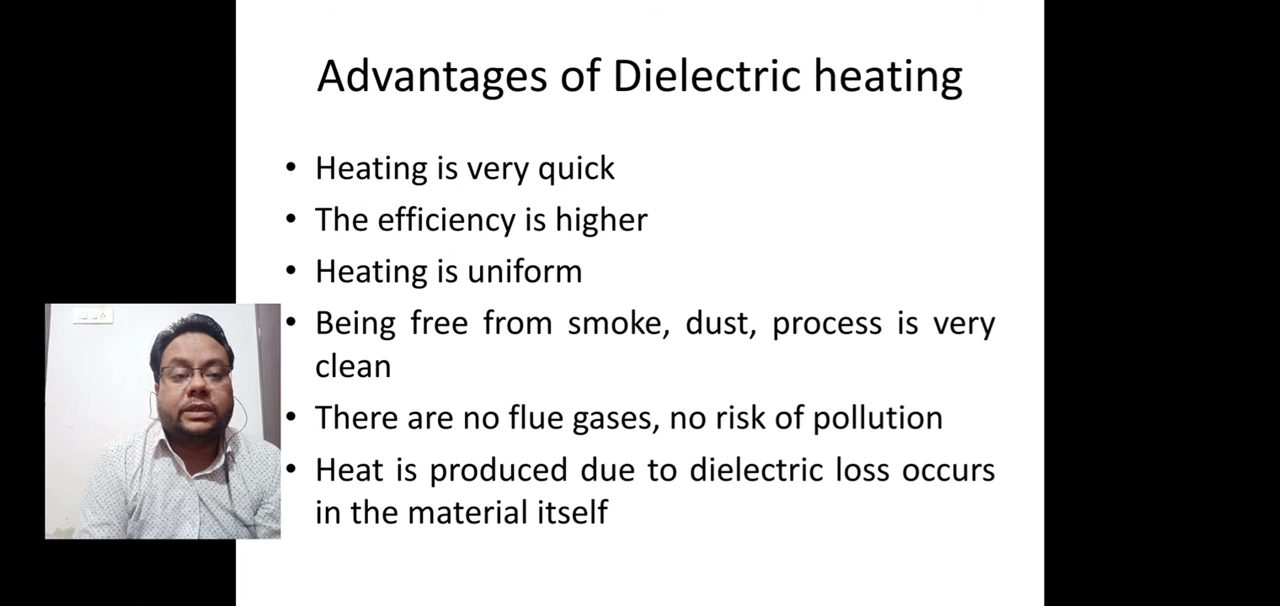 Advantages of Dielectric heating
• Heating is very quick
• The efficiency is higher
• Heating is uniform
• Being free from smoke, dust, process is very
clean
• There are no flue gases, no risk of pollution
• Heat is produced due to dielectric loss occurs
in the material itself